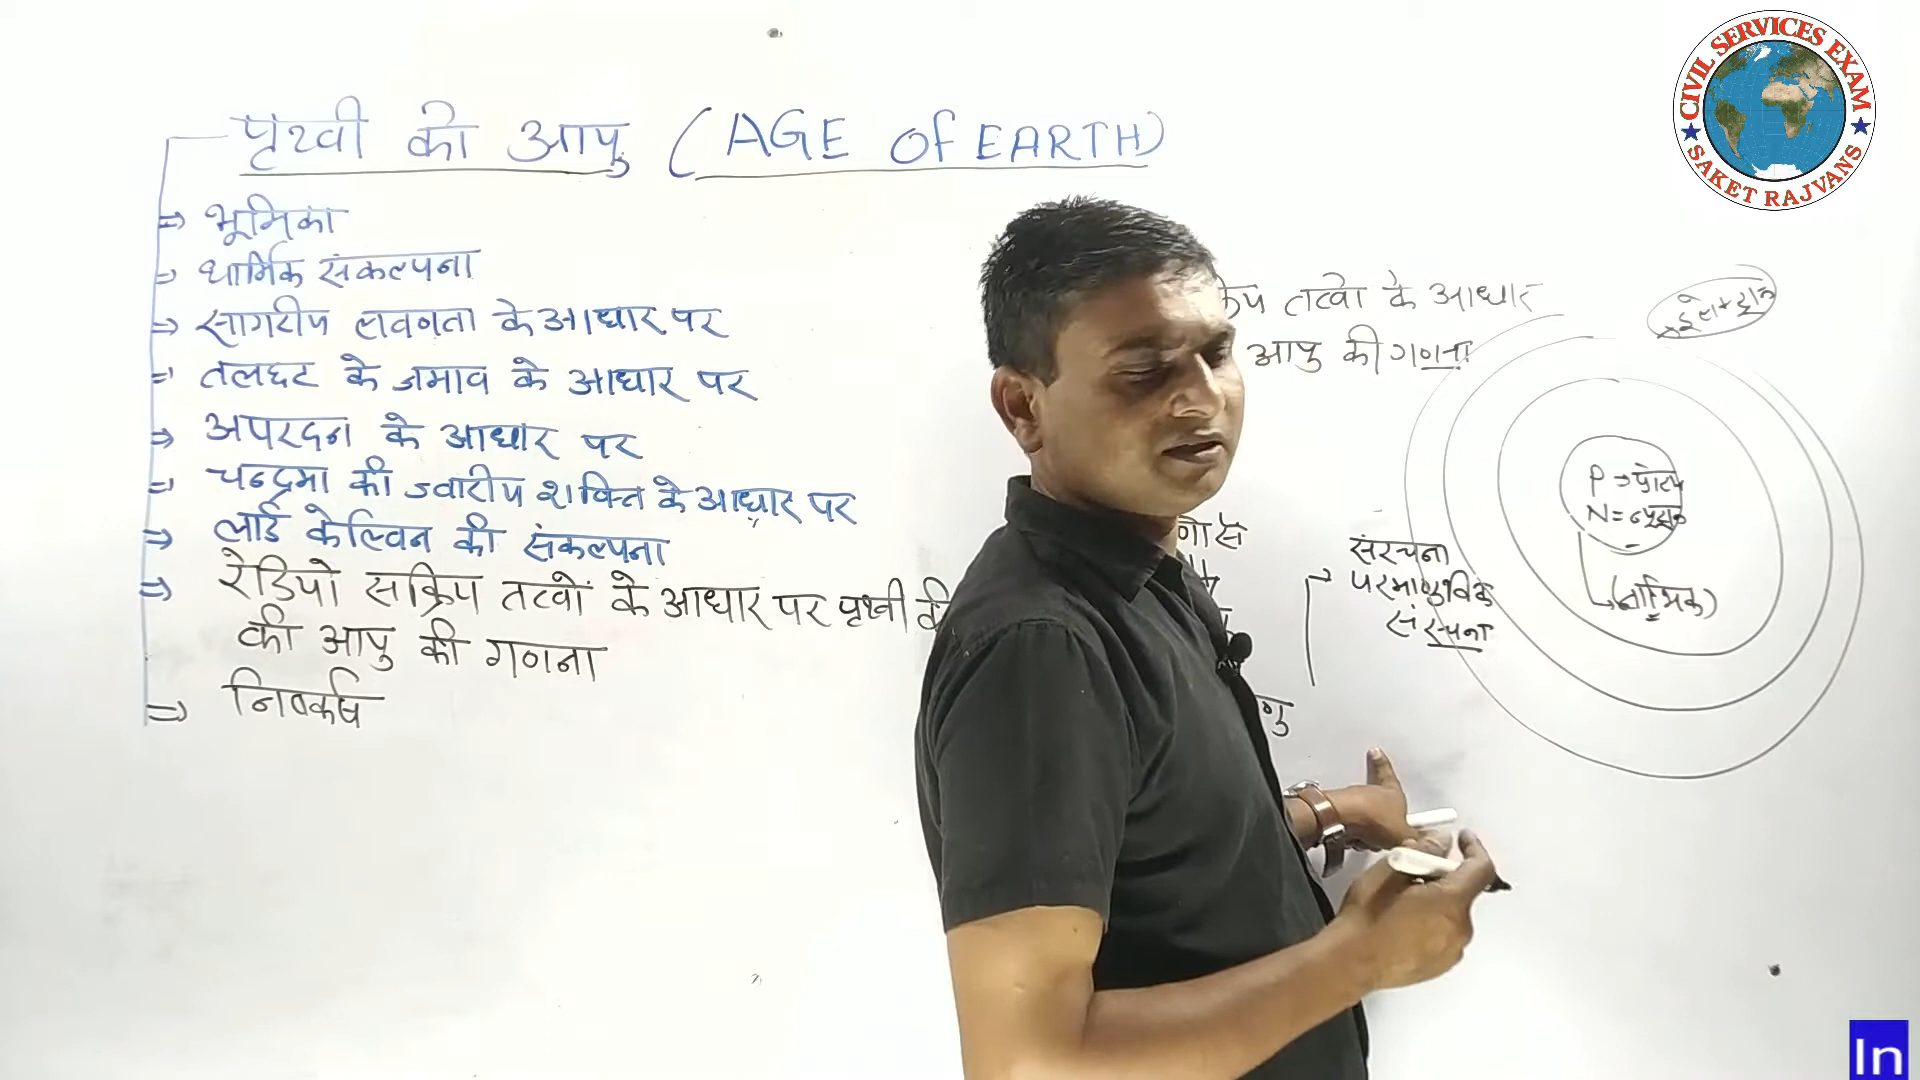 पृथ्वी की आयु (AGE Of EARTH)
⇒ भूमिका
⇒ धार्मिक संकल्पना
⇒ सागरीय लवणता के आधार पर
⇒ तलछट के जमाव के आधार पर
⇒ अपरदन के आधार पर
⇒ चन्द्रमा की ज्वारीय शक्ति के आधार पर
⇒ लार्ड केल्विन की संकल्पना
⇒ रेडियो सक्रिय तत्वों के आधार पर पृथ्वी की
की आयु की गणना
⇒ निष्कर्ष
तत्वो के आधार
आयु की गणना
संरचना
परमाणुविक
संरचना
P →
N =
(नाभिक)
CIVIL SERVICES EXAM
SAKET RAJVANS
In